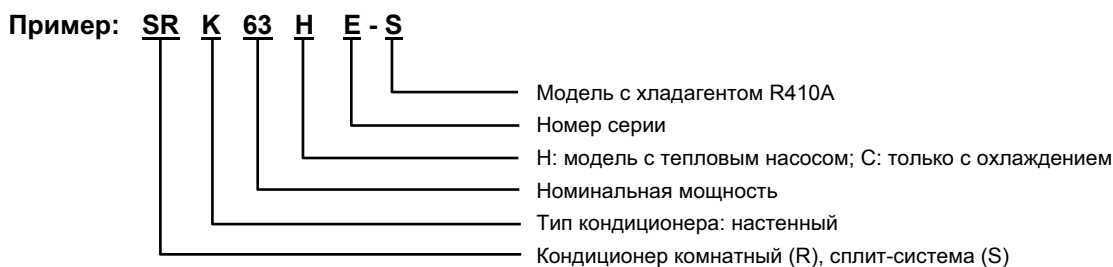 Пример: SR K 63 H E - S
Модель с хладагентом R410A
Номер серии
Н: модель с тепловым насосом; С: только с охлаждением
Номинальная мощность
Тип кондиционера: настенный
Кондиционер комнатный (R), сплит-система (S)